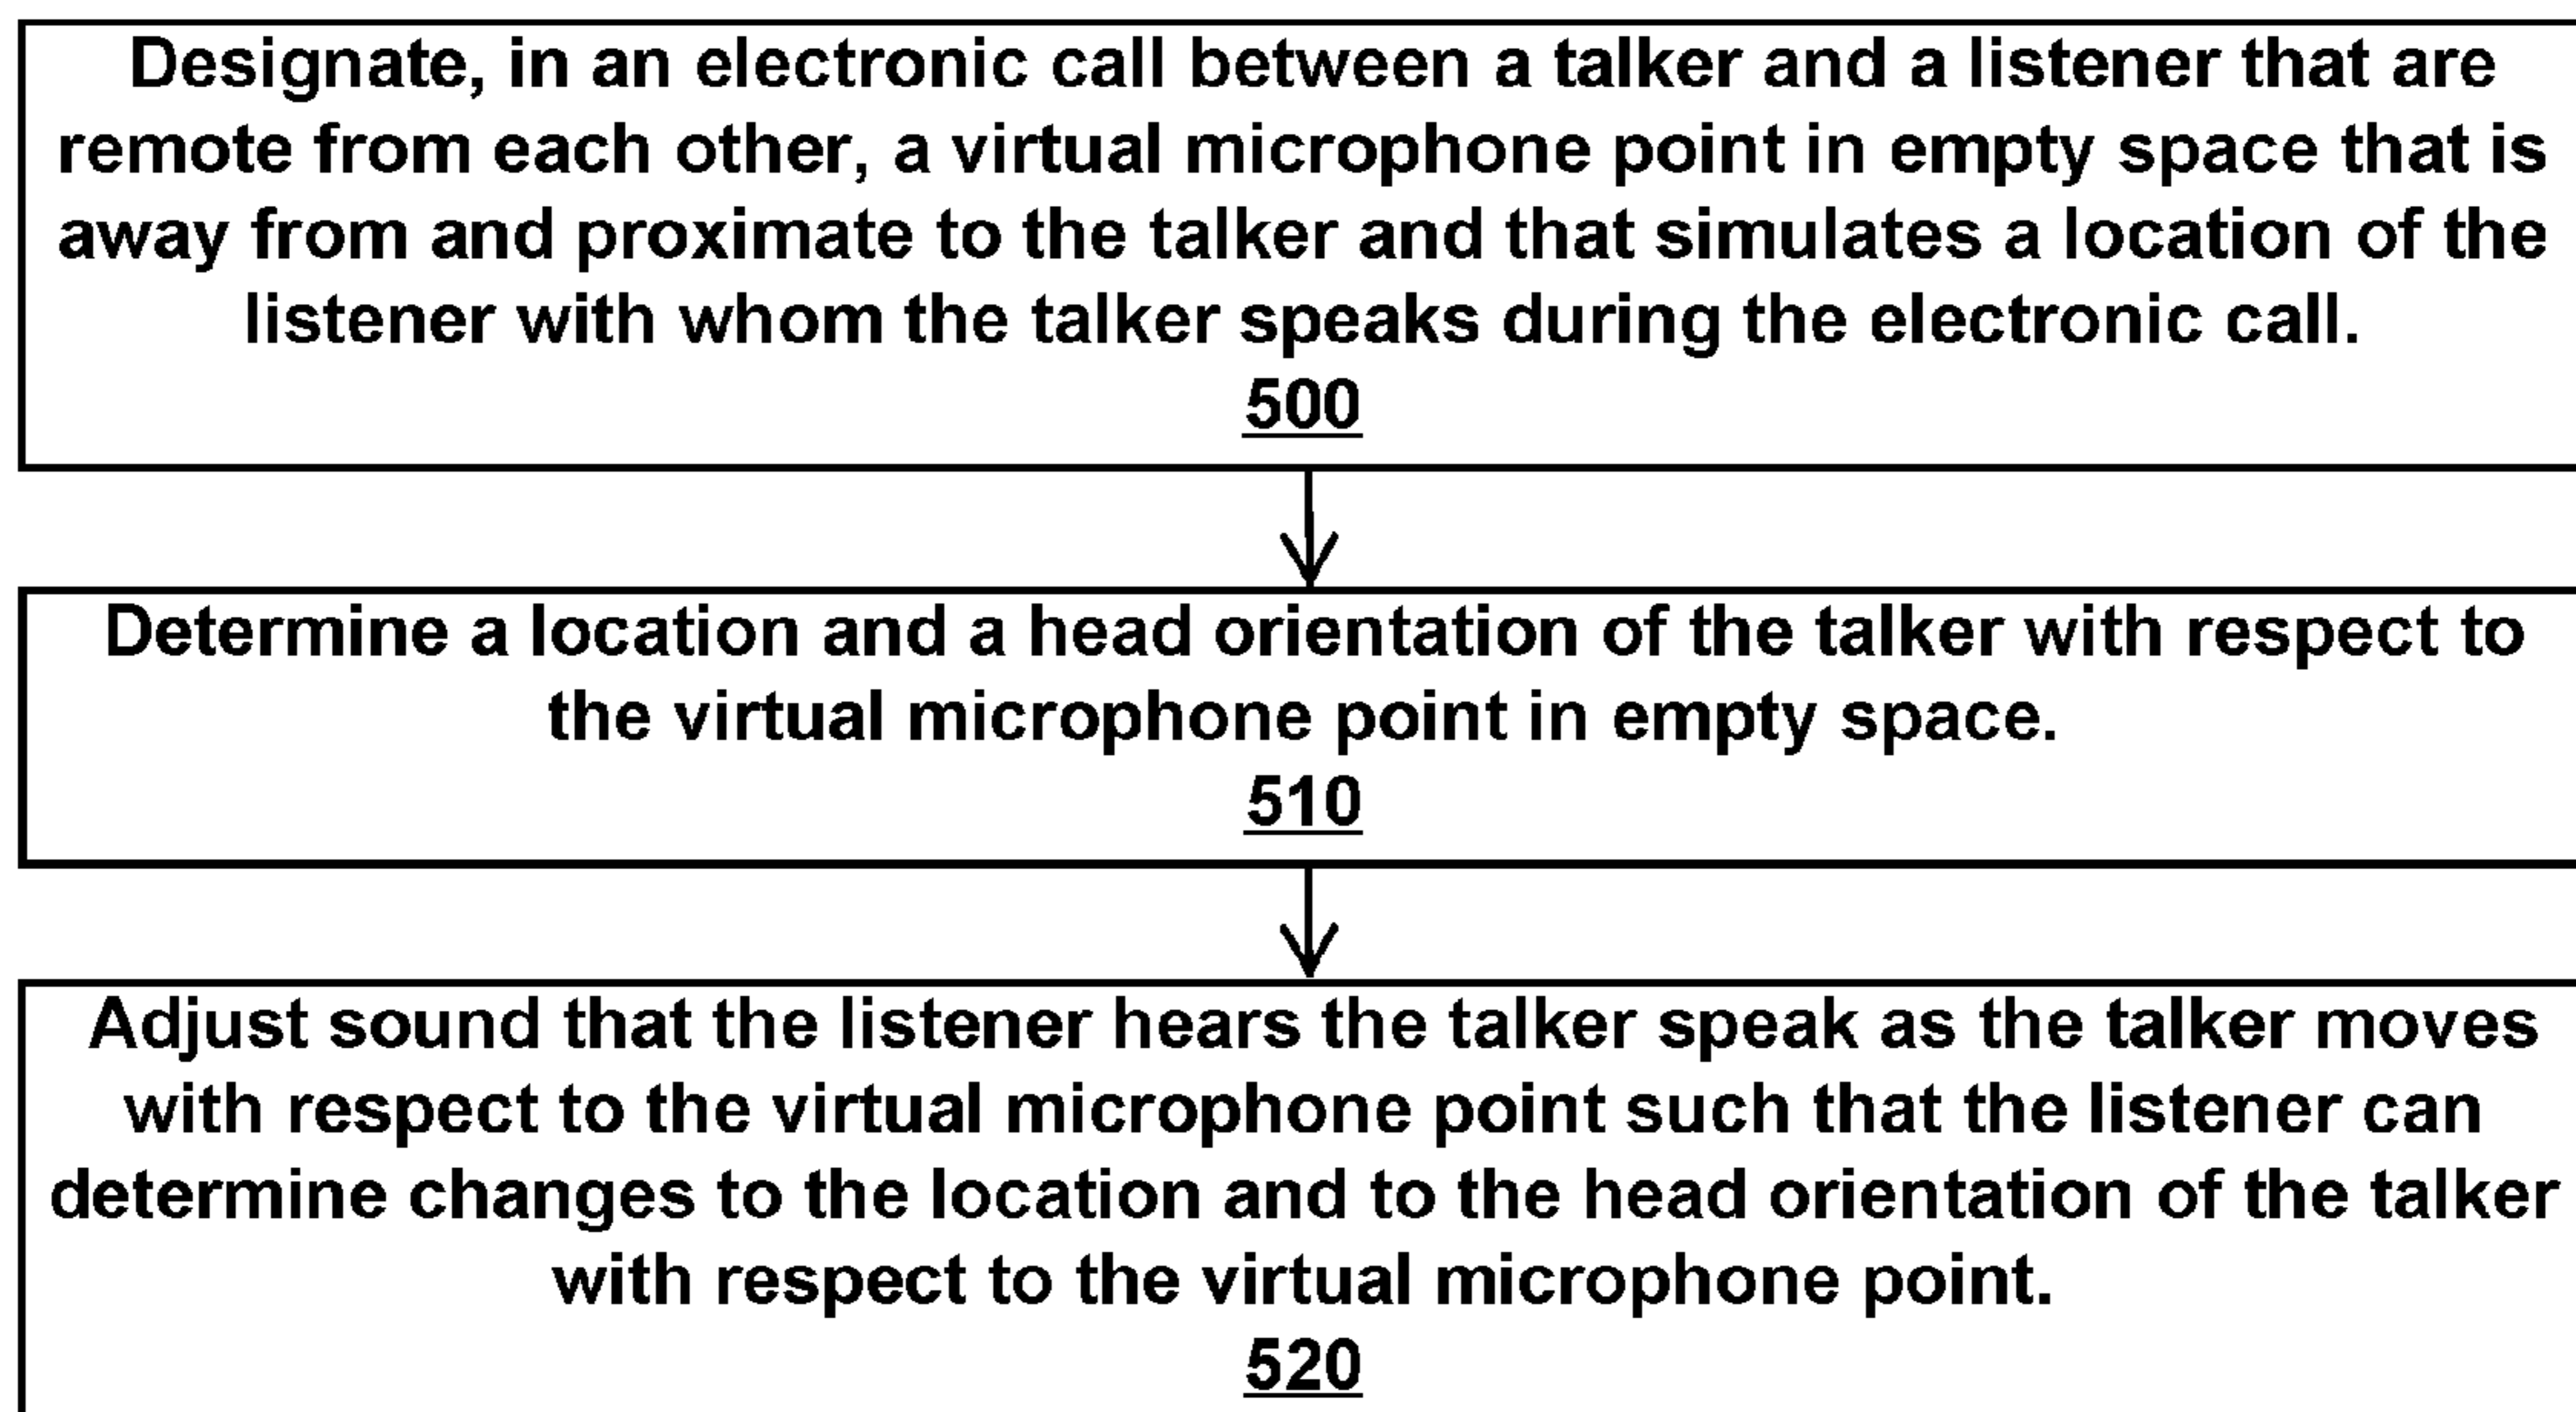 Designate, in an electronic call between a talker and a listener that are
remote from each other, a virtual microphone point in empty space that is
away from and proximate to the talker and that simulates a location of the
listener with whom the talker speaks during the electronic call.
500
Determine a location and a head orientation of the talker with respect to
the virtual microphone point in empty space.
510
Adjust sound that the listener hears the talker speak as the talker moves
with respect to the virtual microphone point such that the listener can
determine changes to the location and to the head orientation of the talker
with respect to the virtual microphone point.
520